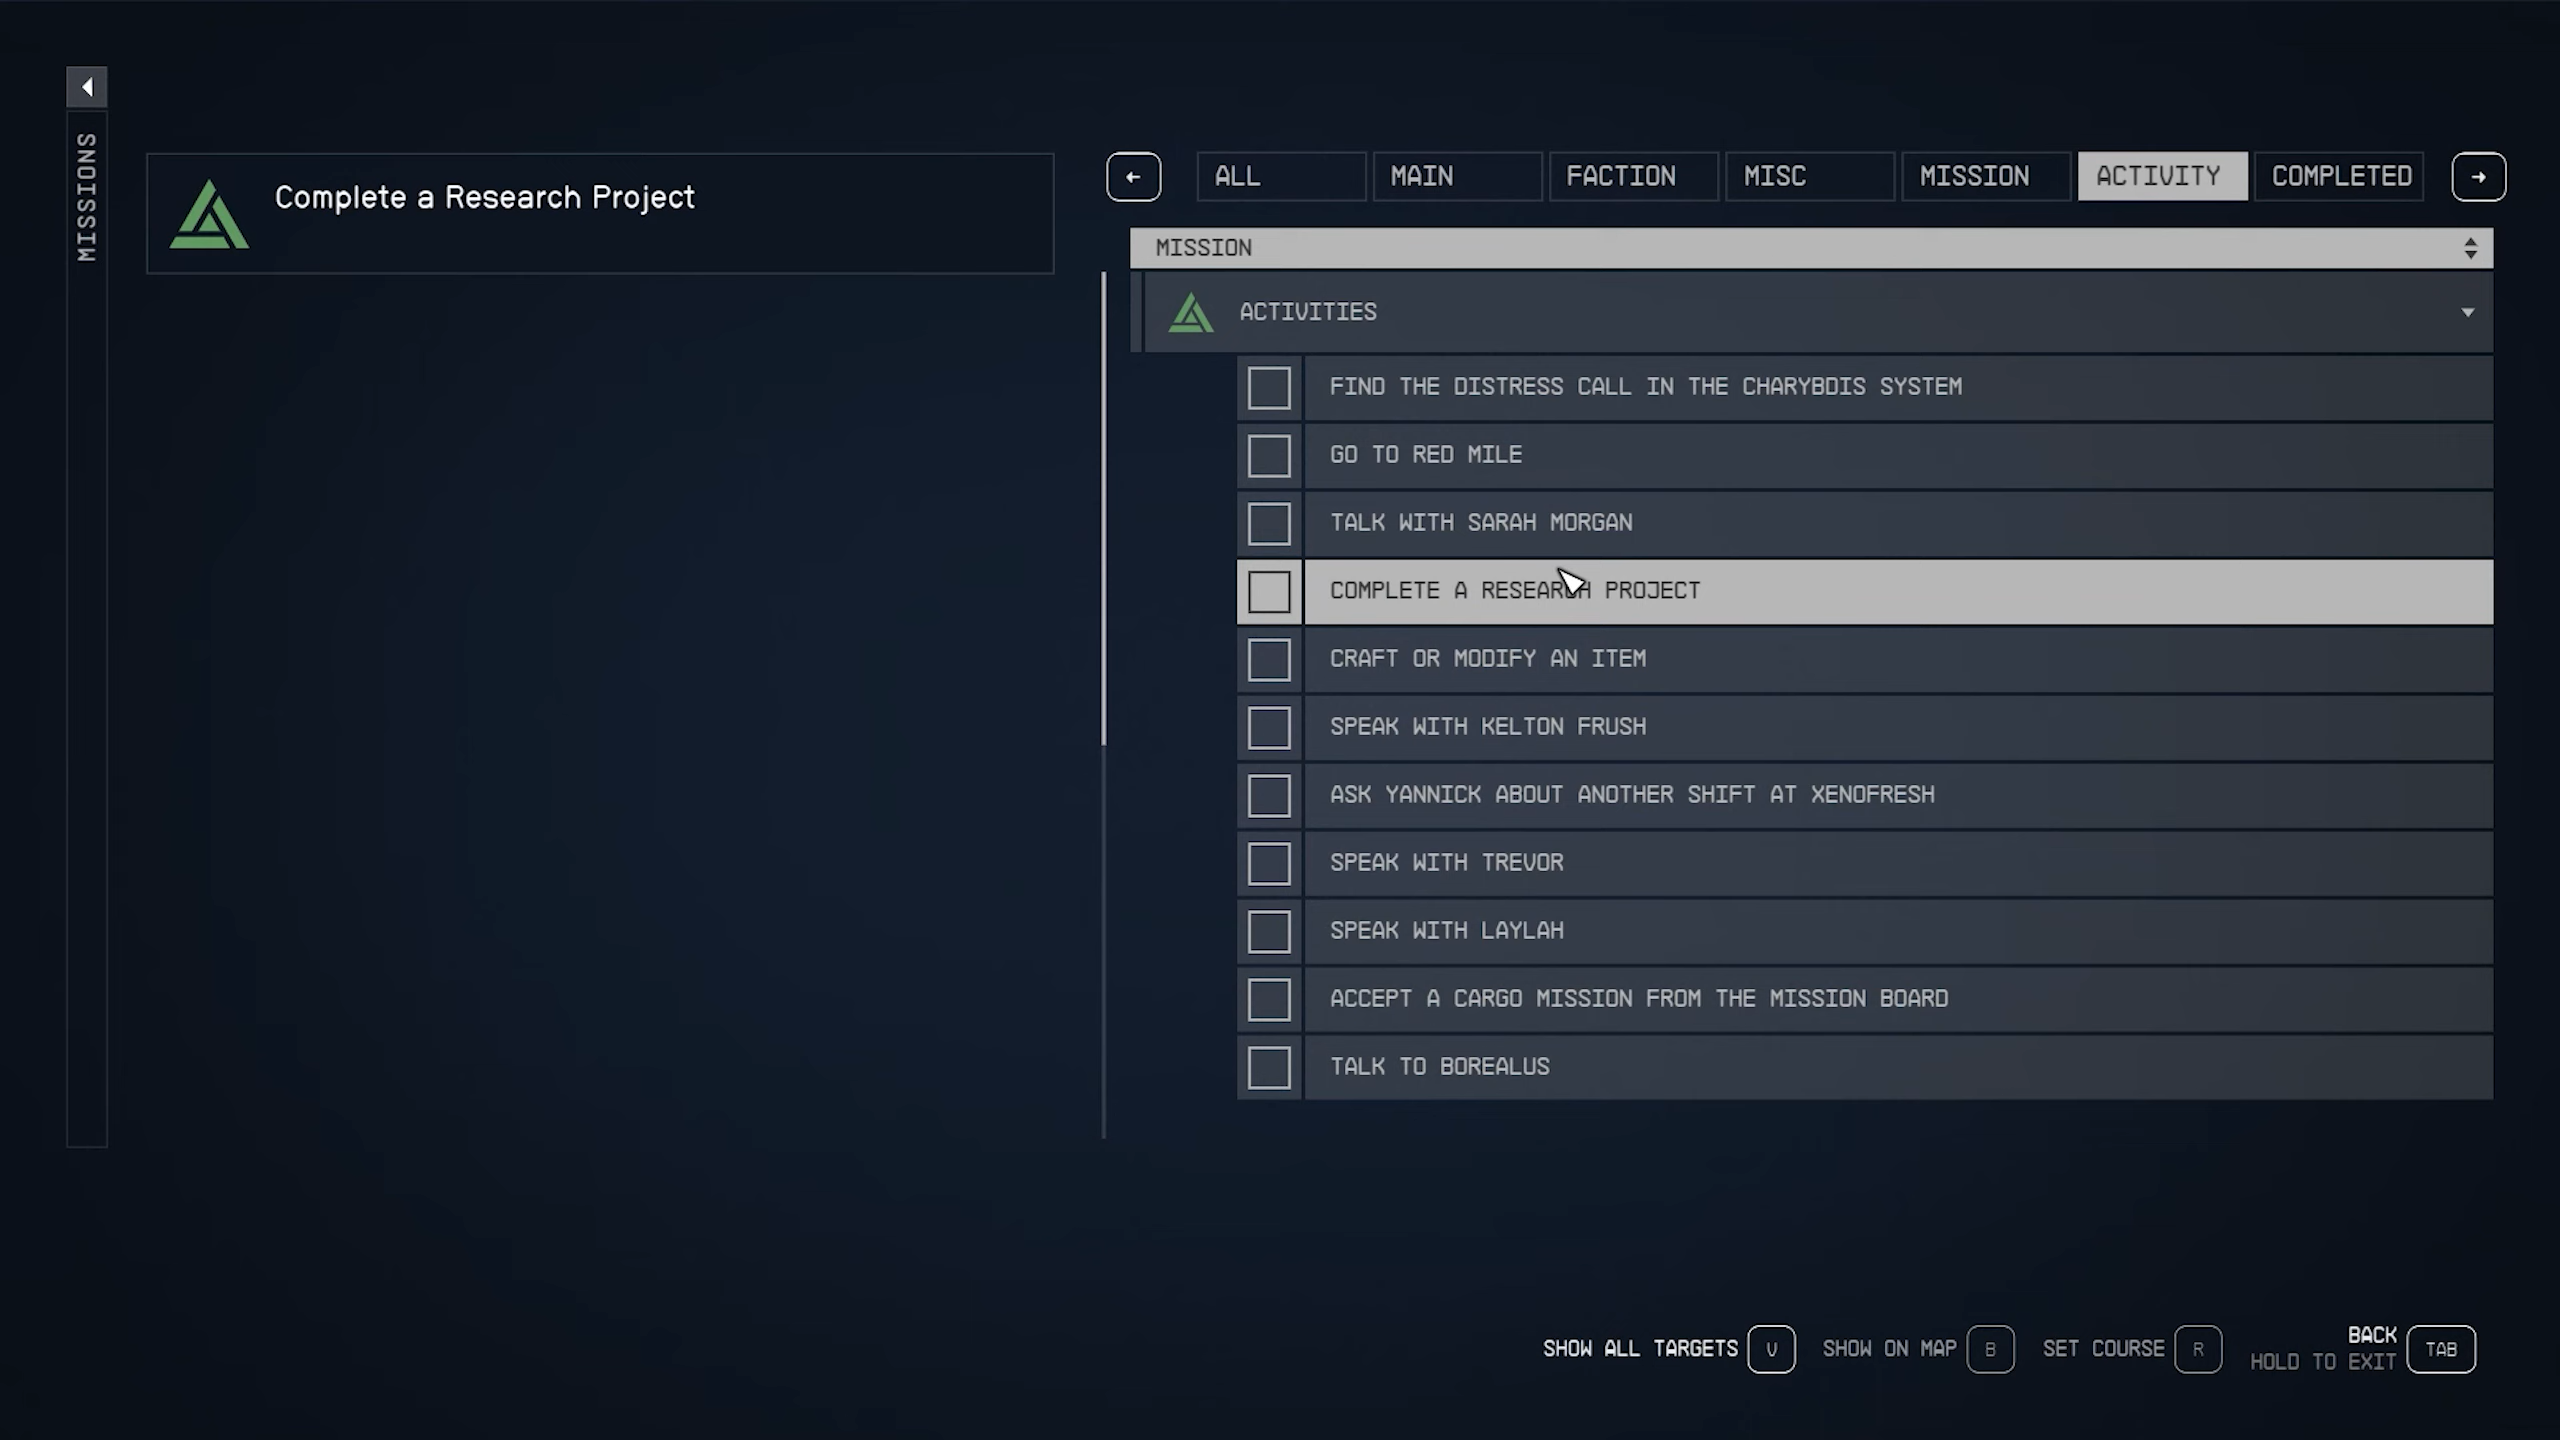 MISSIONS
Complete a Research Project
ALL
MAIN
FACTION
MISC
MISSION
ACTIVITY
COMPLETED
MISSION
ACTIVITIES
FIND THE DISTRESS CALL IN THE CHARYBDIS SYSTEM
GO TO RED MILE
TALK WITH SARAH MORGAN
COMPLETE A RESEARCH PROJECT
CRAFT OR MODIFY AN ITEM
SPEAK WITH KELTON FRUSH
ASK YANNICK ABOUT ANOTHER SHIFT AT XENOFRESH
SPEAK WITH TREVOR
SPEAK WITH LAYLAH
ACCEPT A CARGO MISSION FROM THE MISSION BOARD
TALK TO BOREALUS
SHOW ALL TARGETS V
SHOW ON MAP B
SET COURSE R
BACK
HOLD TO EXIT
TAB